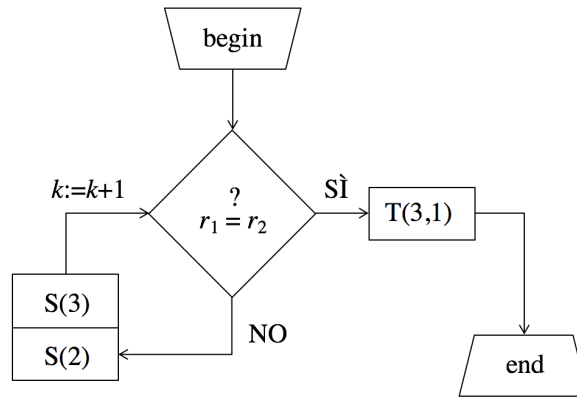 begin
k:=k+1
?
r₁ = r₂
SÌ
T(3,1)
S(3)
S(2)
NO
end